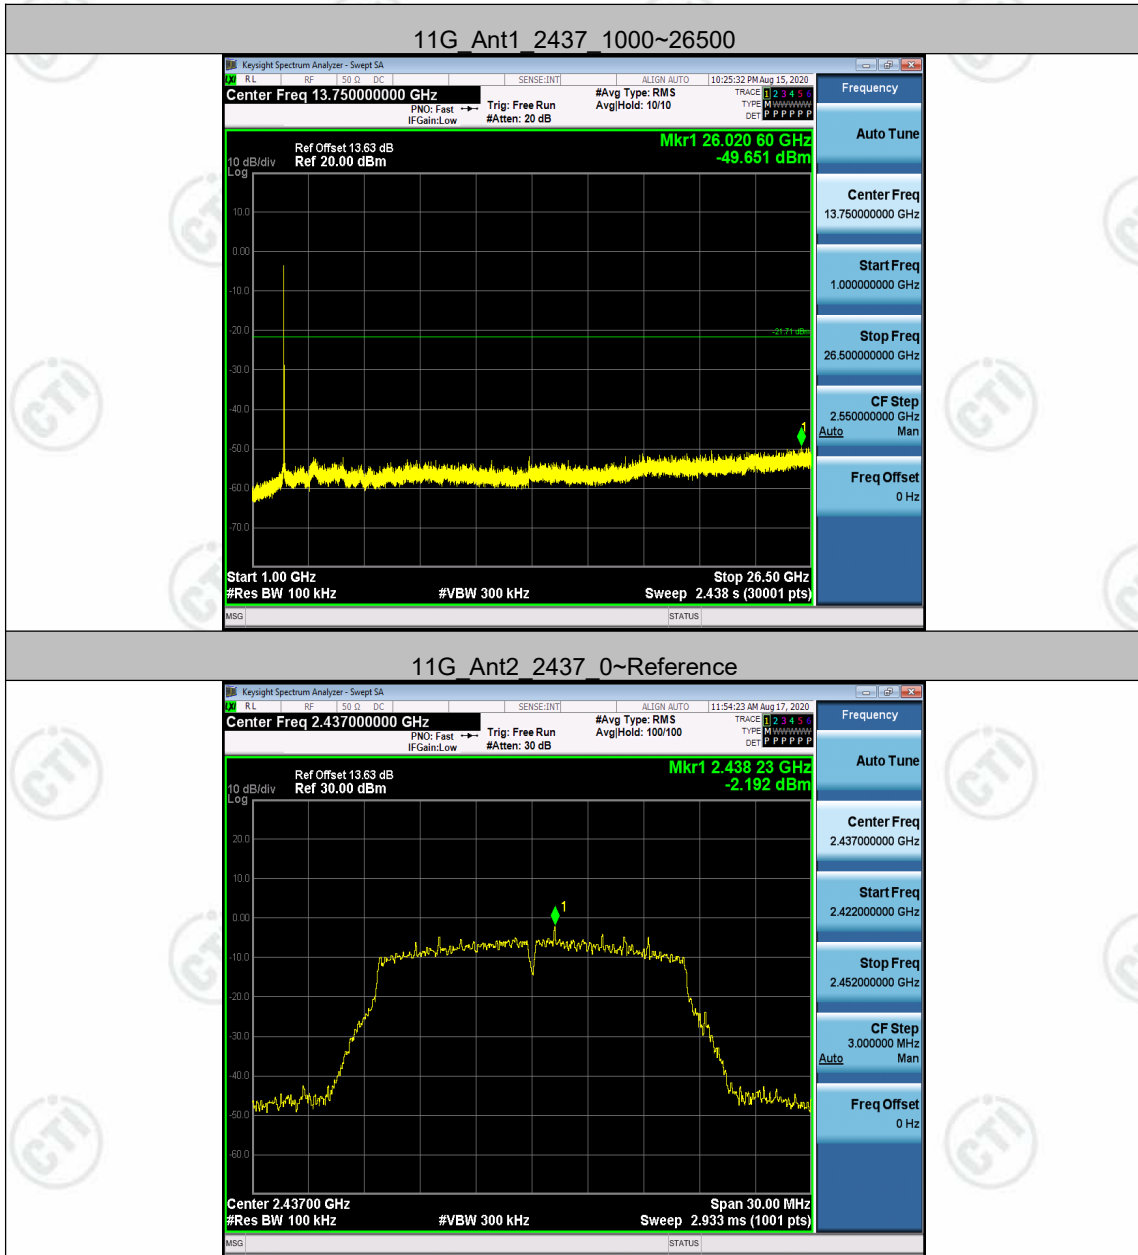 11G_Ant1_2437_1000~26500
Keysight Spectrum Analyzer - Swept SA
LXI RL RF 50 Ω DC SENSE:INT ALIGN AUTO 10:25:32 PM Aug 15, 2020
Center Freq 13.750000000 GHz
PNO: Fast
IFGain:Low
Trig: Free Run
#Atten: 20 dB
#Avg Type: RMS
Avg|Hold: 10/10
TRACE 1 2 3 4 5 6
TYPE M WWWWW
DET P P P P P P
Frequency
Mkr1 26.020 60 GHz
-49.651 dBm
Ref Offset 13.63 dB
10 dB/div Ref 20.00 dBm
Log
10.0
0.00
-10.0
-20.0
-21.71 dBm
-30.0
-40.0
1
-50.0
-60.0
-70.0
Start 1.00 GHz Stop 26.50 GHz
#Res BW 100 kHz #VBW 300 kHz Sweep 2.438 s (30001 pts)
MSG STATUS
Auto Tune
Center Freq
13.750000000 GHz
Start Freq
1.000000000 GHz
Stop Freq
26.500000000 GHz
CF Step
2.550000000 GHz
Auto Man
Freq Offset
0 Hz
11G_Ant2_2437_0~Reference
Keysight Spectrum Analyzer - Swept SA
LXI RL RF 50 Ω DC SENSE:INT ALIGN AUTO 11:54:23 AM Aug 17, 2020
Center Freq 2.437000000 GHz
PNO: Fast
IFGain:Low
Trig: Free Run
#Atten: 30 dB
#Avg Type: RMS
Avg|Hold: 100/100
TRACE 1 2 3 4 5 6
TYPE M WWWWW
DET P P P P P P
Frequency
Mkr1 2.438 23 GHz
-2.192 dBm
Ref Offset 13.63 dB
10 dB/div Ref 30.00 dBm
Log
20.0
10.0
0.00
1
-10.0
-20.0
-30.0
-40.0
-50.0
-60.0
Center 2.43700 GHz Span 30.00 MHz
#Res BW 100 kHz #VBW 300 kHz Sweep 2.933 ms (1001 pts)
MSG STATUS
Auto Tune
Center Freq
2.437000000 GHz
Start Freq
2.422000000 GHz
Stop Freq
2.452000000 GHz
CF Step
3.000000 MHz
Auto Man
Freq Offset
0 Hz
CTI
CTI
CTI
CTI
CTI
CTI
CTI
CTI